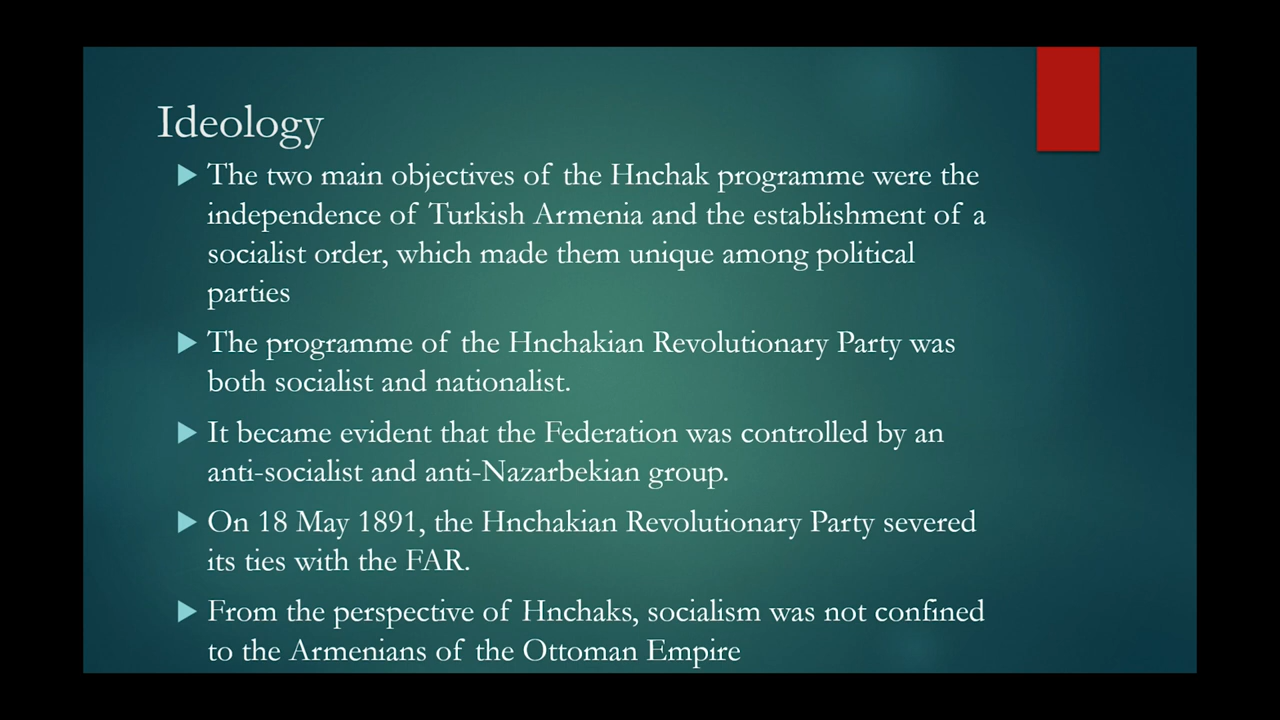 Ideology
The two main objectives of the Hnchak programme were the
independence of Turkish Armenia and the establishment of a
socialist order, which made them unique among political
parties
The programme of the Hnchakian Revolutionary Party was
both socialist and nationalist.
It became evident that the Federation was controlled by an
anti-socialist and anti-Nazarbekian group.
On 18 May 1891, the Hnchakian Revolutionary Party severed
its ties with the FAR.
From the perspective of Hnchaks, socialism was not confined
to the Armenians of the Ottoman Empire